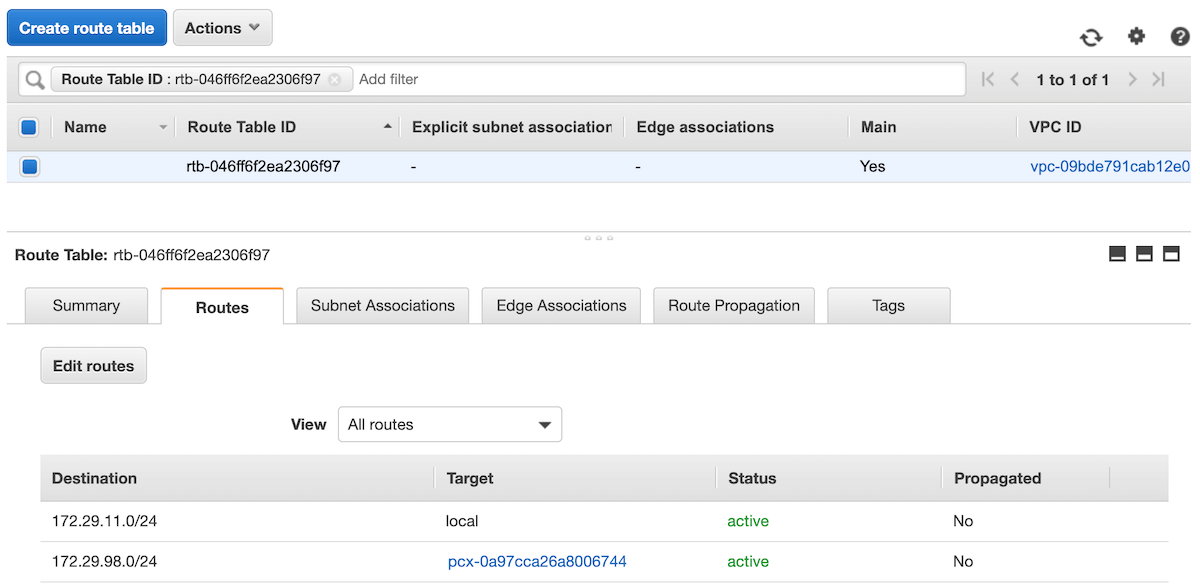 Create route table Actions
Route Table ID : rtb-046ff6f2ea2306f97 Add filter 1 to 1 of 1
Name Route Table ID Explicit subnet association Edge associations Main VPC ID
rtb-046ff6f2ea2306f97 - - Yes vpc-09bde791cab12e0
Route Table: rtb-046ff6f2ea2306f97
Summary Routes Subnet Associations Edge Associations Route Propagation Tags
Edit routes
View All routes
Destination Target Status Propagated
172.29.11.0/24 local active No
172.29.98.0/24 pcx-0a97cca26a8006744 active No